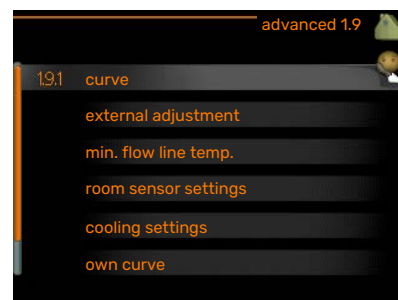 advanced 1.9
1.9.1 curve
external adjustment
min. flow line temp.
room sensor settings
cooling settings
own curve